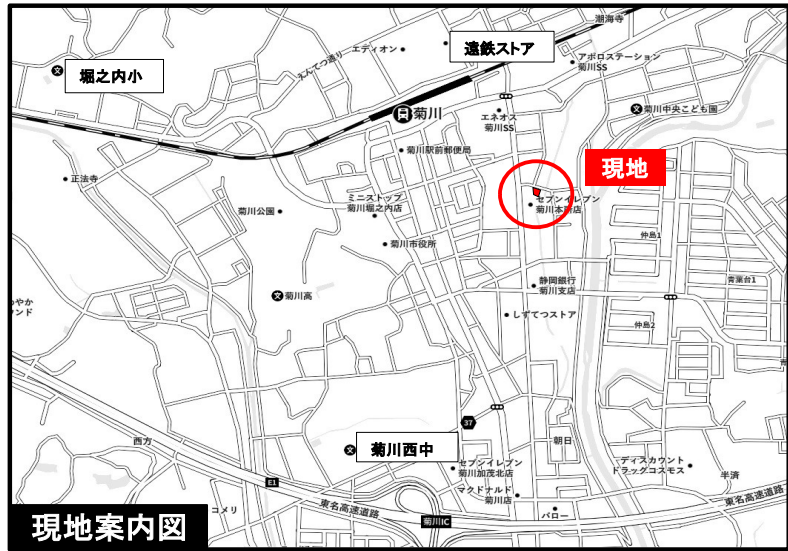 潮海寺
エディオン
遠鉄ストア
えんてつ通り
アポロステーション
菊川SS
文
堀之内小
菊川
エネオス
菊川SS
文
菊川中央こども園
菊川駅前郵便局
現地
正法寺
ミニストップ
菊川堀之内店
セブンイレブン
菊川本所店
菊川公園
仲島1
菊川市役所
静岡銀行
菊川支店
青葉台1
文
菊川高
しずてつストア
仲島2
37
西方
文
菊川西中
朝日
セブンイレブン
菊川加茂北店
ディスカウント
ドラッグコスモス
半済
E1
マクドナルド
菊川店
コメリ
東名高速道路
東名高速道路
バロー
菊川IC
現地案内図